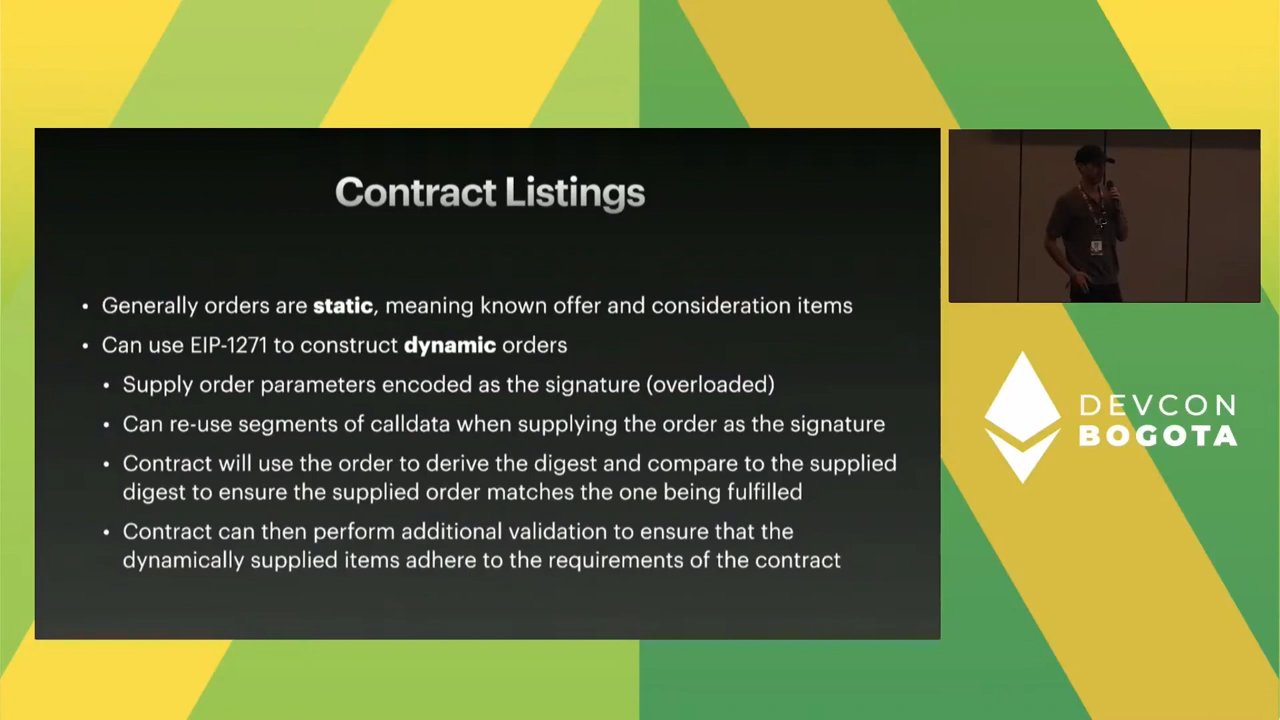 Contract Listings
• Generally orders are static, meaning known offer and consideration items
• Can use EIP-1271 to construct dynamic orders
• Supply order parameters encoded as the signature (overloaded)
• Can re-use segments of calldata when supplying the order as the signature
• Contract will use the order to derive the digest and compare to the supplied
digest to ensure the supplied order matches the one being fulfilled
• Contract can then perform additional validation to ensure that the
dynamically supplied items adhere to the requirements of the contract
DEVCON
BOGOTA